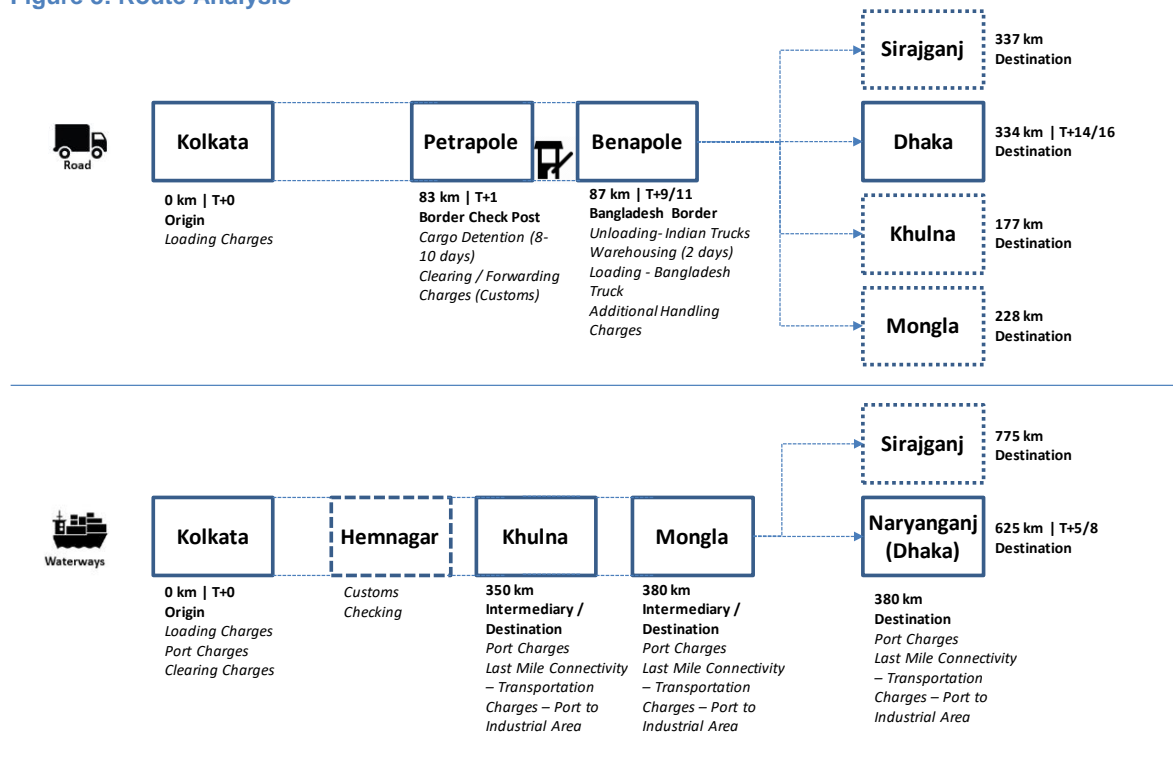 Figure 6: Route Analysis
Road
Kolkata
0 km | T+0
Origin
Loading Charges
Petrapole
83 km | T+1
Border Check Post
Cargo Detention (8-
10 days)
Clearing / Forwarding
Charges (Customs)
Benapole
87 km | T+9/11
Bangladesh Border
Unloading- Indian Trucks
Warehousing (2 days)
Loading - Bangladesh
Truck
Additional Handling
Charges
Sirajganj
337 km
Destination
Dhaka
334 km | T+14/16
Destination
Khulna
177 km
Destination
Mongla
228 km
Destination
Waterways
Kolkata
0 km | T+0
Origin
Loading Charges
Port Charges
Clearing Charges
Hemnagar
Customs
Checking
Khulna
350 km
Intermediary /
Destination
Port Charges
Last Mile Connectivity
– Transportation
Charges – Port to
Industrial Area
Mongla
380 km
Intermediary /
Destination
Port Charges
Last Mile Connectivity
– Transportation
Charges – Port to
Industrial Area
Sirajganj
775 km
Destination
Naryanganj
(Dhaka)
625 km | T+5/8
Destination
380 km
Destination
Port Charges
Last Mile Connectivity
– Transportation
Charges – Port to
Industrial Area